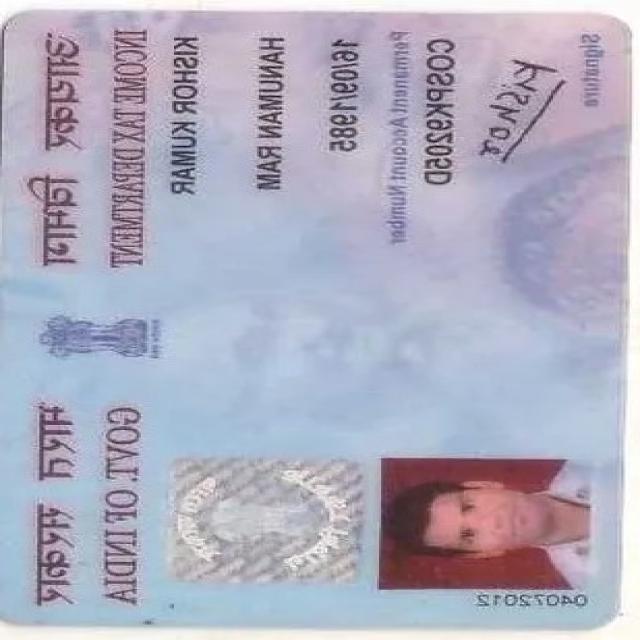 आयकर विभाग भारत सरकार
INCOME TAX DEPARTMENT GOVT. OF INDIA
KISHOR KUMAR
HANUMAN RAM
16/09/1985
Permanent Account Number
COSPK9205D
KISHOR
Signature
04072012